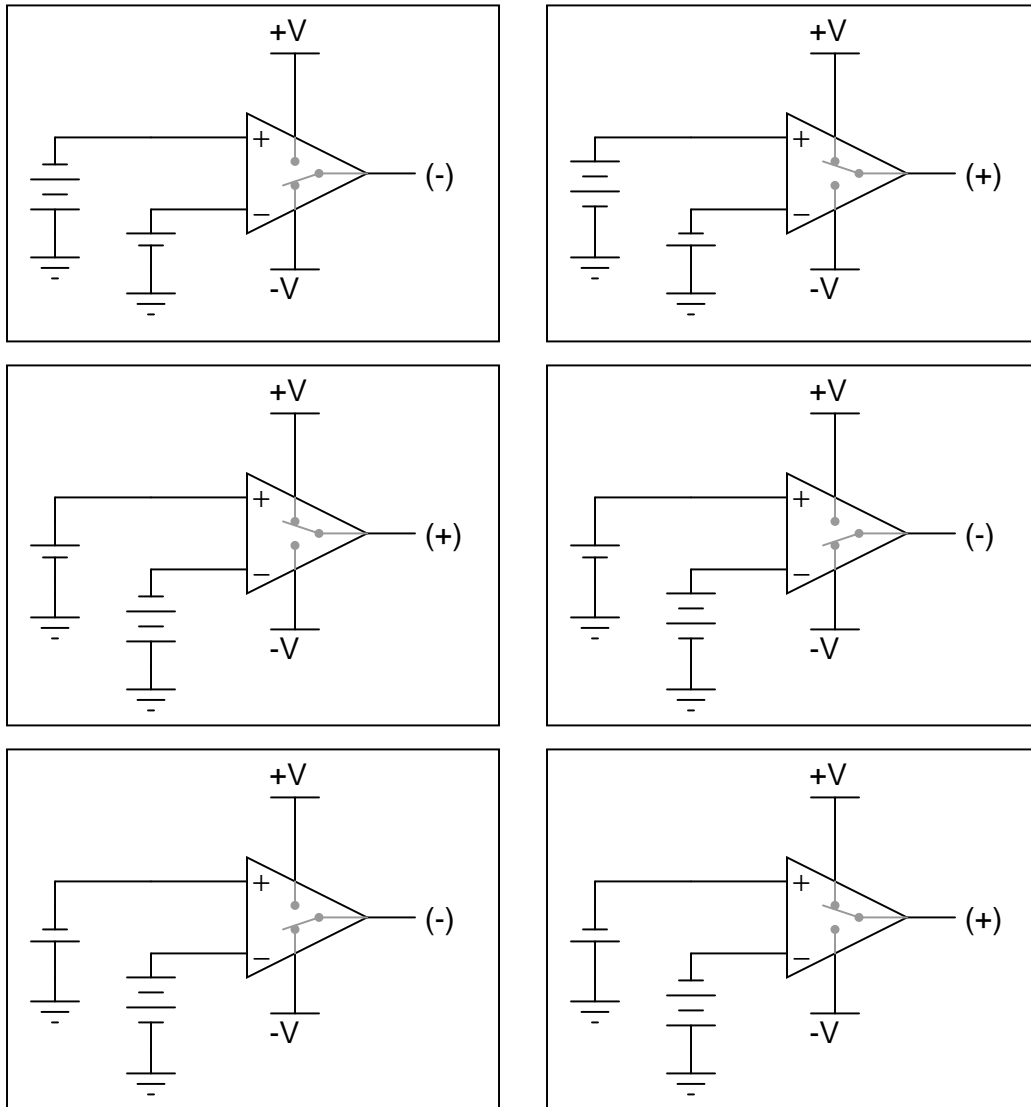 +V +V
+ (-) + (+)
− −
-V -V
+V +V
+ (+) + (-)
− −
-V -V
+V +V
+ (-) + (+)
− −
-V -V